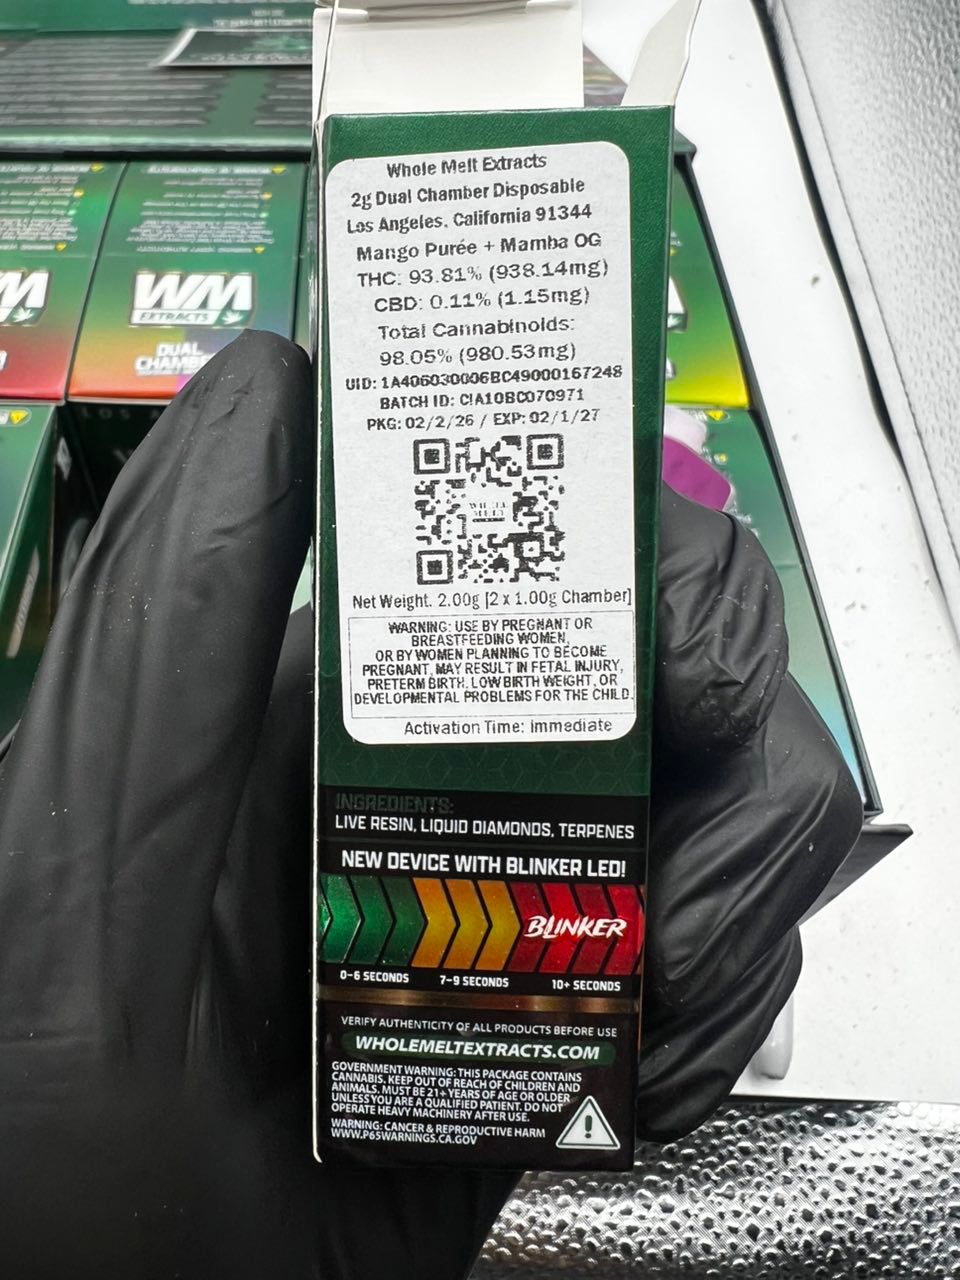 WM
EXTRACTS
DUAL
Whole Melt Extracts
2g Dual Chamber Disposable
Los Angeles, California 91344
Mango Purée + Mamba OG
THC: 93.81% (938.14mg)
CBD: 0.11% (1.15mg)
Total Cannabinoids:
98.05% (980.53mg)
UID: 1A406030006BC49000167248
BATCH ID: CIA10BC070971
PKG: 02/2/26 / EXP: 02/1/27
WHOLE
MELT
Net Weight. 2.00g [2 x 1.00g Chamber]
WARNING: USE BY PREGNANT OR
BREASTFEEDING WOMEN,
OR BY WOMEN PLANNING TO BECOME
PREGNANT, MAY RESULT IN FETAL INJURY,
PRETERM BIRTH, LOW BIRTH WEIGHT, OR
DEVELOPMENTAL PROBLEMS FOR THE CHILD.
Activation Time: Immediate
INGREDIENTS:
LIVE RESIN, LIQUID DIAMONDS, TERPENES
NEW DEVICE WITH BLINKER LED!
BLINKER
0-6 SECONDS 7-9 SECONDS 10+ SECONDS
VERIFY AUTHENTICITY OF ALL PRODUCTS BEFORE USE
WHOLEMELTEXTRACTS.COM
GOVERNMENT WARNING: THIS PACKAGE CONTAINS
CANNABIS. KEEP OUT OF REACH OF CHILDREN AND
ANIMALS. MUST BE 21+ YEARS OF AGE OR OLDER
UNLESS YOU ARE A QUALIFIED PATIENT. DO NOT
OPERATE HEAVY MACHINERY AFTER USE.
WARNING: CANCER & REPRODUCTIVE HARM
WWW.P65WARNINGS.CA.GOV